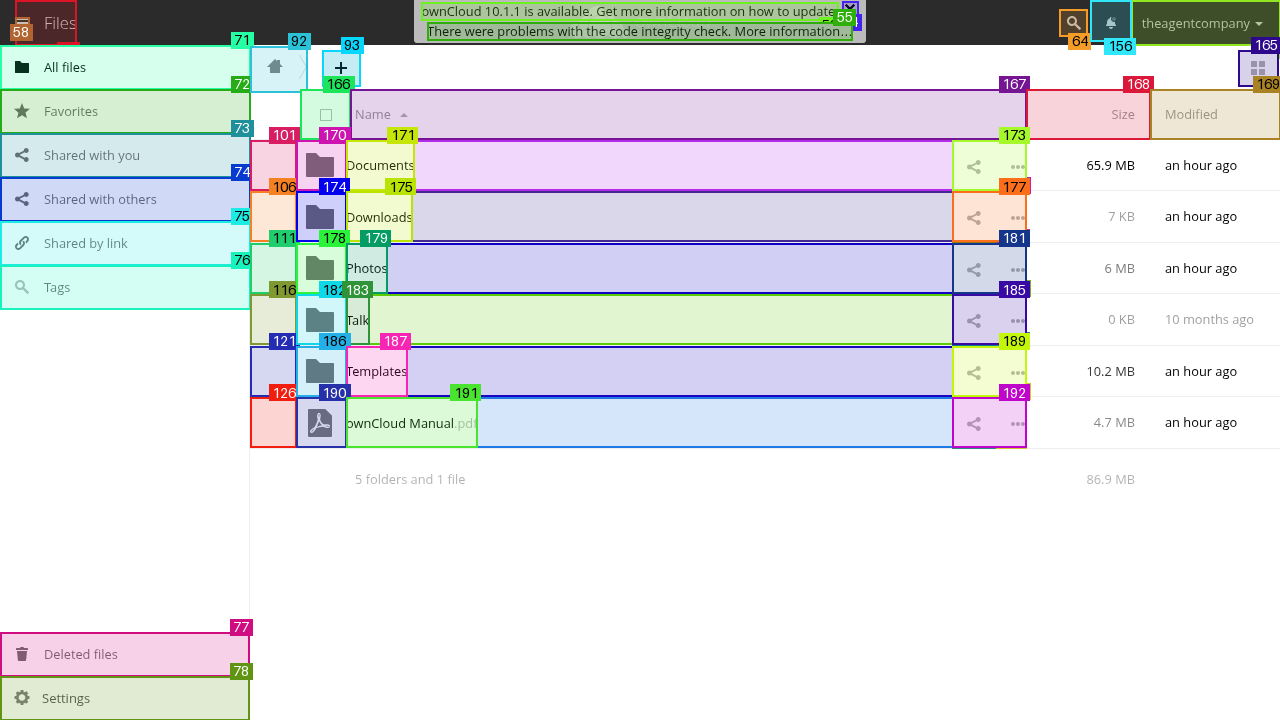 Files
58
ownCloud 10.1.1 is available. Get more information on how to update
There were problems with the code integrity check. More information...
55
64
156
theagentcompany
71
All files
92
93
165
72
Favorites
166
Name
167
168
Size
169
Modified
73
Shared with you
101
170
171
Documents
173
65.9 MB
an hour ago
74
Shared with others
106
174
175
Downloads
177
7 KB
an hour ago
75
Shared by link
111
178
179
Photos
181
6 MB
an hour ago
76
Tags
116
182
183
Talk
185
0 KB
10 months ago
121
186
187
Templates
189
10.2 MB
an hour ago
126
190
191
ownCloud Manual.pdf
192
4.7 MB
an hour ago
5 folders and 1 file
86.9 MB
77
Deleted files
78
Settings